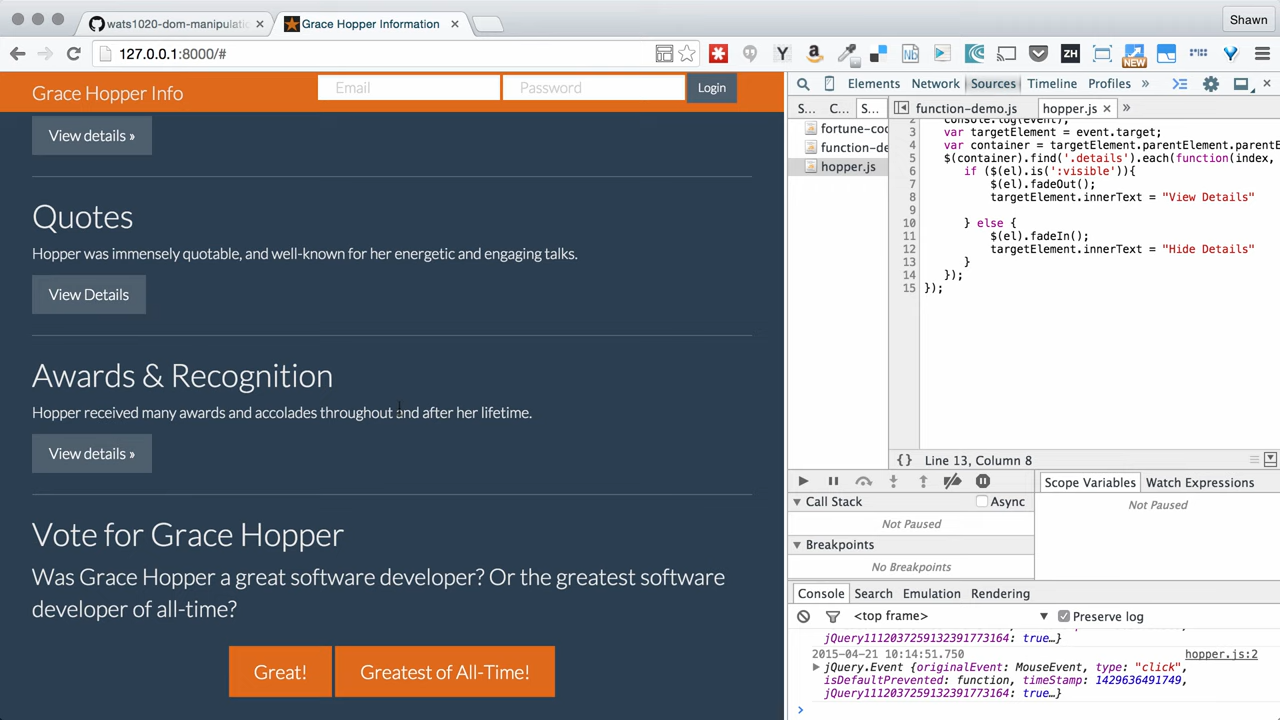 wats1020-dom-manipulatio
Grace Hopper Information
Shawn
127.0.0.1:8000/#
Grace Hopper Info
Email
Password
Login
View details »
Quotes
Hopper was immensely quotable, and well-known for her energetic and engaging talks.
View Details
Awards & Recognition
Hopper received many awards and accolades throughout and after her lifetime.
View details »
Vote for Grace Hopper
Was Grace Hopper a great software developer? Or the greatest software
developer of all-time?
Great!
Greatest of All-Time!
Elements Network Sources Timeline Profiles »
S... C... S... function-demo.js hopper.js »
fortune-coo
function-de
hopper.js
2 console.log(event);
3 var targetElement = event.target;
4 var container = targetElement.parentElement.parentE
5 $(container).find('.details').each(function(index,
6 if ($(el).is(':visible')){
7 $(el).fadeOut();
8 targetElement.innerText = "View Details"
9
10 } else {
11 $(el).fadeIn();
12 targetElement.innerText = "Hide Details"
13 }
14 });
15 });
{} Line 13, Column 8
Call Stack
Async
Not Paused
Breakpoints
No Breakpoints
Scope Variables Watch Expressions
Not Paused
Console Search Emulation Rendering
<top frame> Preserve log
jQuery1112037259132391773164: true…}
2015-04-21 10:14:51.750 hopper.js:2
jQuery.Event {originalEvent: MouseEvent, type: "click",
isDefaultPrevented: function, timeStamp: 1429636491749,
jQuery1112037259132391773164: true…}